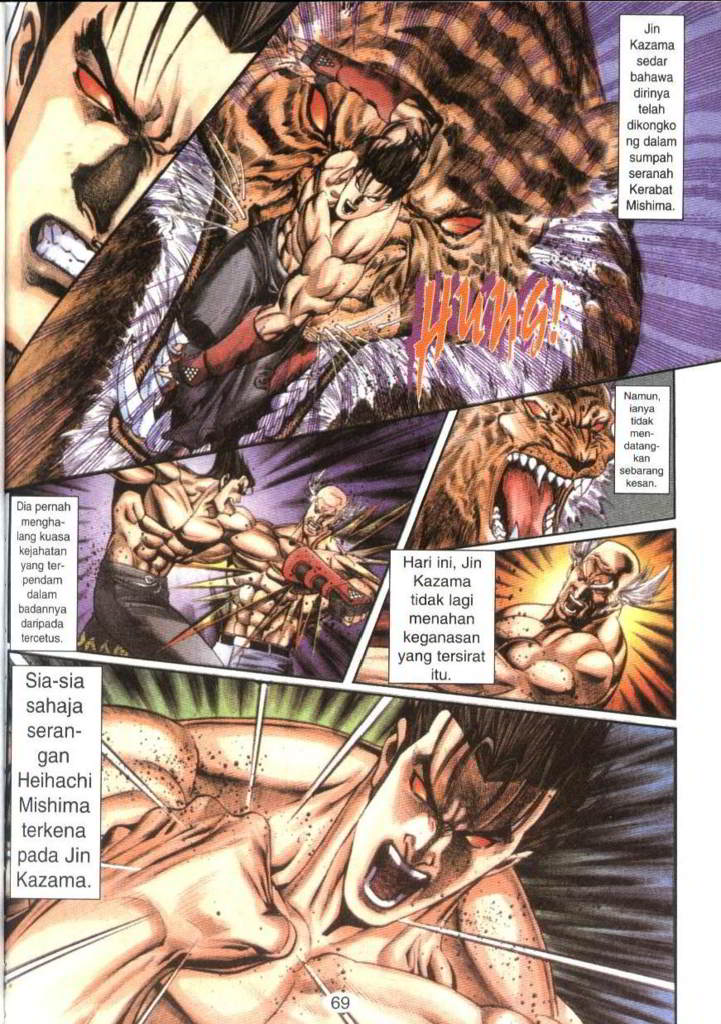 Jin
Kazama
sedar
bahawa
dirinya
telah
dikongko
ng dalam
sumpah
seranah
Kerabat
Mishima.
HUNG!
Namun,
ianya
tidak
men-
datang-
kan
sebarang
kesan.
Dia pernah
mengha-
lang kuasa
kejahatan
yang ter-
pendam
dalam
badannya
daripada
tercetus.
Hari ini, Jin
Kazama
tidak lagi
menahan
keganasan
yang tersirat
itu.
Sia-sia
sahaja
seran-
gan
Heihachi
Mishima
terkena
pada Jin
Kazama.
69